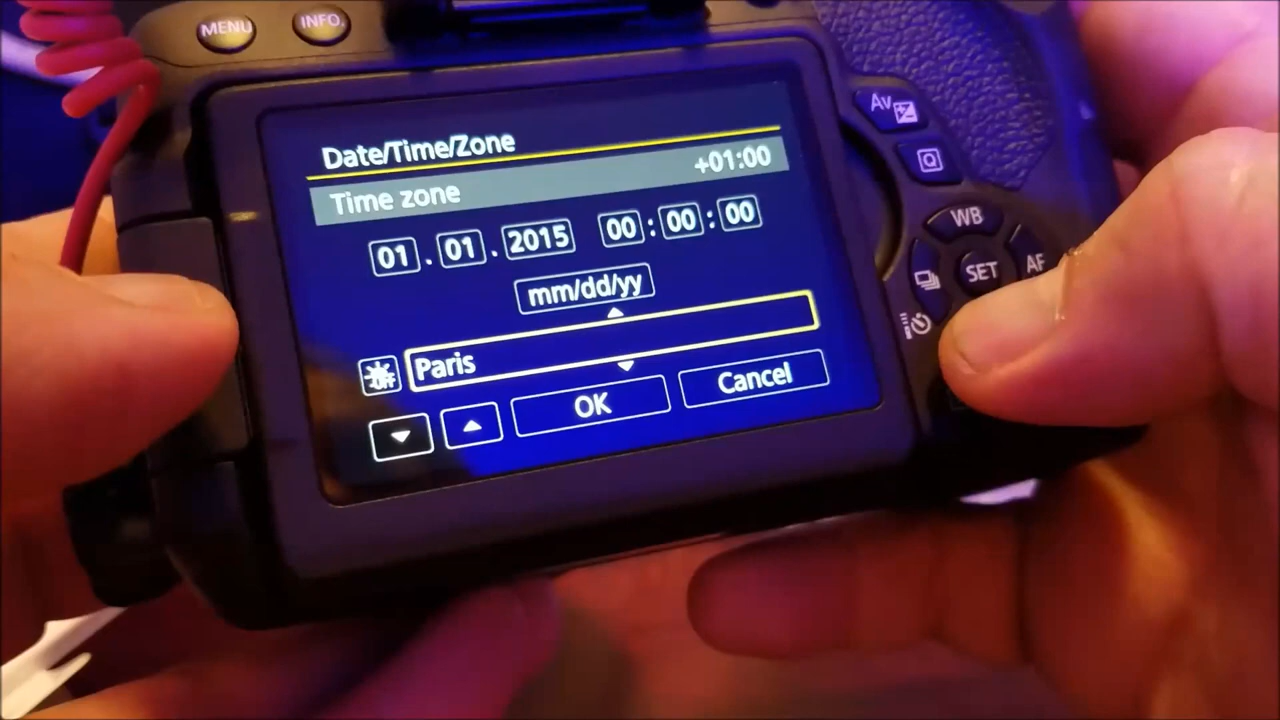 MENU INFO.
Av
Q
Date/Time/Zone
Time zone +01:00
01 . 01 . 2015 00 : 00 : 00
mm/dd/yy
OFF Paris
OK Cancel
WB
SET AF